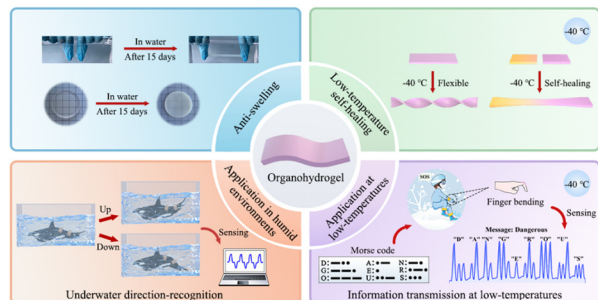 In water
After 15 days
In water
After 15 days
Anti-swelling
-40 ℃
-40 ℃
Flexible
-40 ℃
Self-healing
Low-temperature
self-healing
Organohydrogel
Application in humid
environments
Application at
low-temperatures
Up
Down
Sensing
Underwater direction-recognition
SOS
-40 ℃
Finger bending
Sensing
Morse code
D:
A:
N:
G:
E:
R:
O:
U:
S:
Message: Dangerous
"D" "A" "N" "G" "E" "R" "O" "U" "S"
Information transmission at low-temperatures